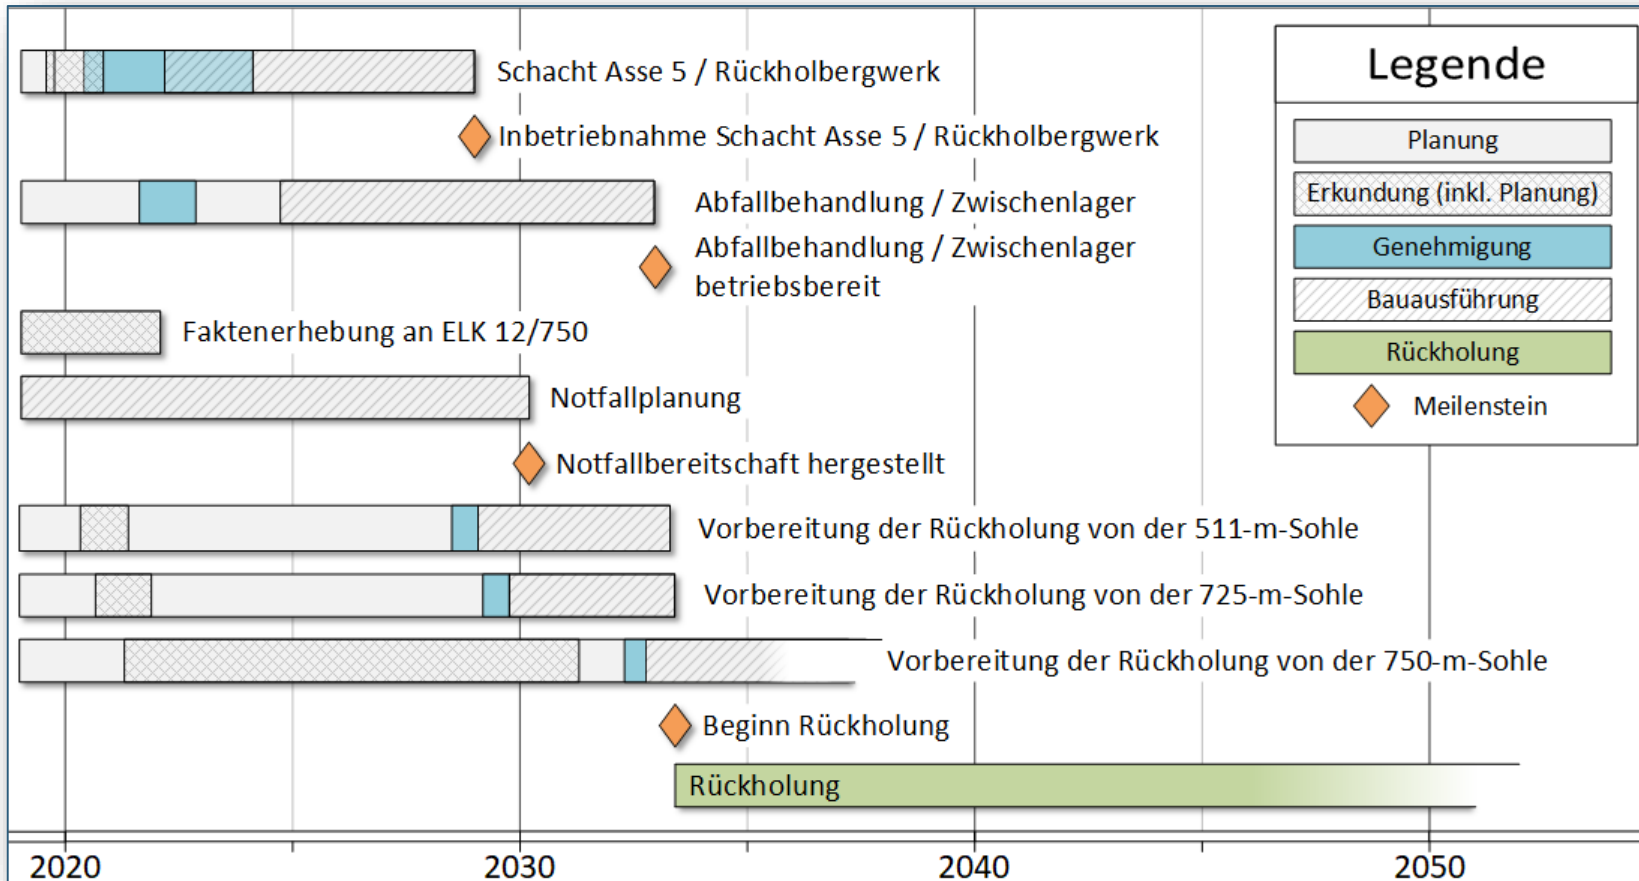 Schacht Asse 5 / Rückholbergwerk
Inbetriebnahme Schacht Asse 5 / Rückholbergwerk
Abfallbehandlung / Zwischenlager
Abfallbehandlung / Zwischenlager
betriebsbereit
Faktenerhebung an ELK 12/750
Notfallplanung
Notfallbereitschaft hergestellt
Vorbereitung der Rückholung von der 511-m-Sohle
Vorbereitung der Rückholung von der 725-m-Sohle
Vorbereitung der Rückholung von der 750-m-Sohle
Beginn Rückholung
Rückholung
2020 2030 2040 2050
Legende
Planung
Erkundung (inkl. Planung)
Genehmigung
Bauausführung
Rückholung
Meilenstein